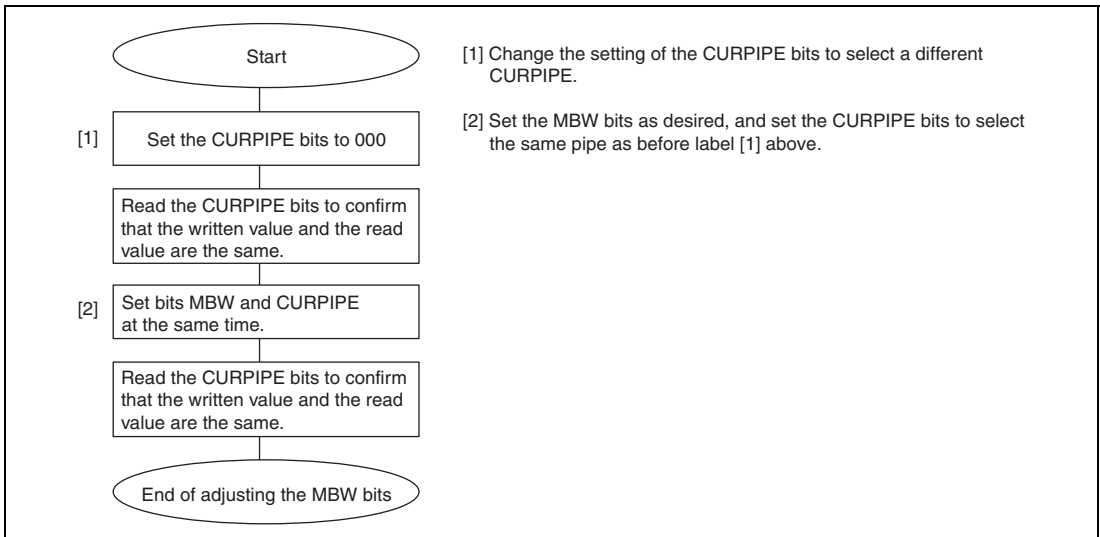 Start
[1] Change the setting of the CURPIPE bits to select a different
CURPIPE.
[1]
Set the CURPIPE bits to 000
[2] Set the MBW bits as desired, and set the CURPIPE bits to select
the same pipe as before label [1] above.
Read the CURPIPE bits to confirm
that the written value and the read
value are the same.
[2]
Set bits MBW and CURPIPE
at the same time.
Read the CURPIPE bits to confirm
that the written value and the read
value are the same.
End of adjusting the MBW bits